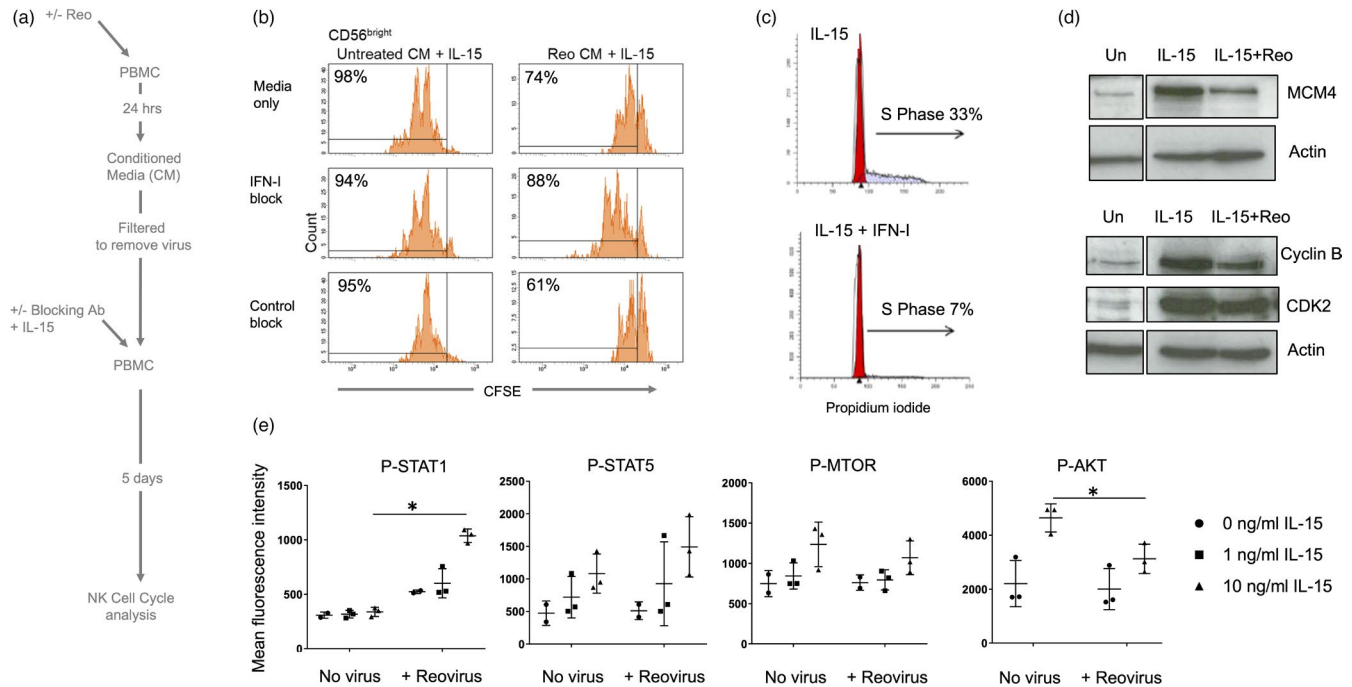 (a)
+/- Reo
PBMC
24 hrs
Conditioned
Media (CM)
Filtered
to remove virus
+/- Blocking Ab
+ IL-15
PBMC
5 days
NK Cell Cycle
analysis
(b)
CD56bright
Untreated CM + IL-15
Reo CM + IL-15
Media
only
98%
74%
IFN-I
block
94%
88%
Control
block
95%
61%
Count
CFSE
(c)
IL-15
S Phase 33%
IL-15 + IFN-I
S Phase 7%
0 50 100 150 200
Propidium iodide
(d)
Un IL-15 IL-15+Reo
MCM4
Actin
Un IL-15 IL-15+Reo
Cyclin B
CDK2
Actin
(e)
Mean fluorescence intensity
P-STAT1
1500
1000
500
0
*
No virus + Reovirus
P-STAT5
2500
2000
1500
1000
500
0
No virus + Reovirus
P-MTOR
2000
1500
1000
500
0
No virus + Reovirus
P-AKT
6000
4000
2000
0
*
No virus + Reovirus
0 ng/ml IL-15
1 ng/ml IL-15
10 ng/ml IL-15